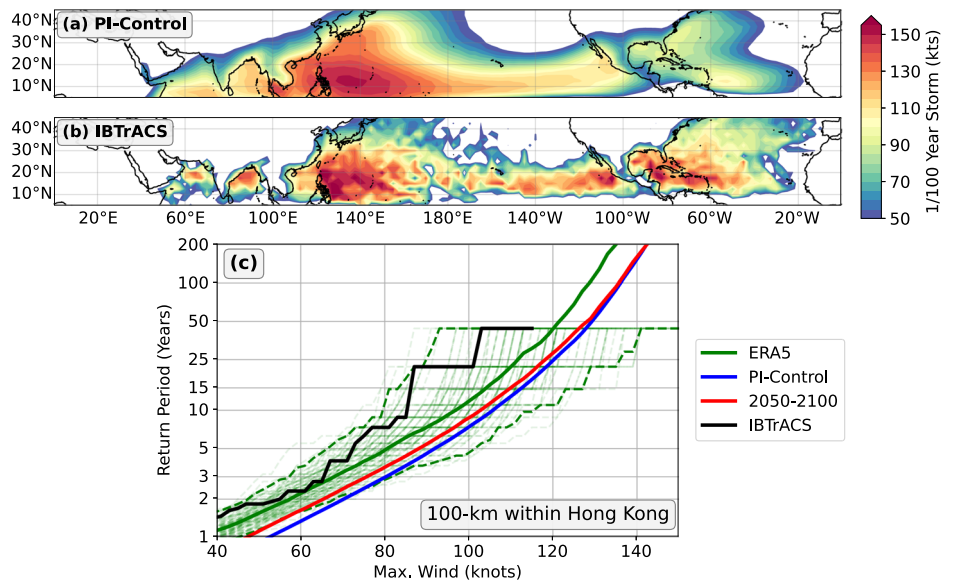 (a) PI-Control
40°N
30°N
20°N
10°N
(b) IBTrACS
40°N
30°N
20°N
10°N
20°E
60°E
100°E
140°E
180°
140°W
100°W
60°W
20°W
150
130
110
90
70
50
1/100 Year Storm (kts)
(c)
200
100
50
25
15
10
5
3
2
1
Return Period (Years)
40
60
80
100
120
140
Max. Wind (knots)
100-km within Hong Kong
ERA5
PI-Control
2050-2100
IBTrACS